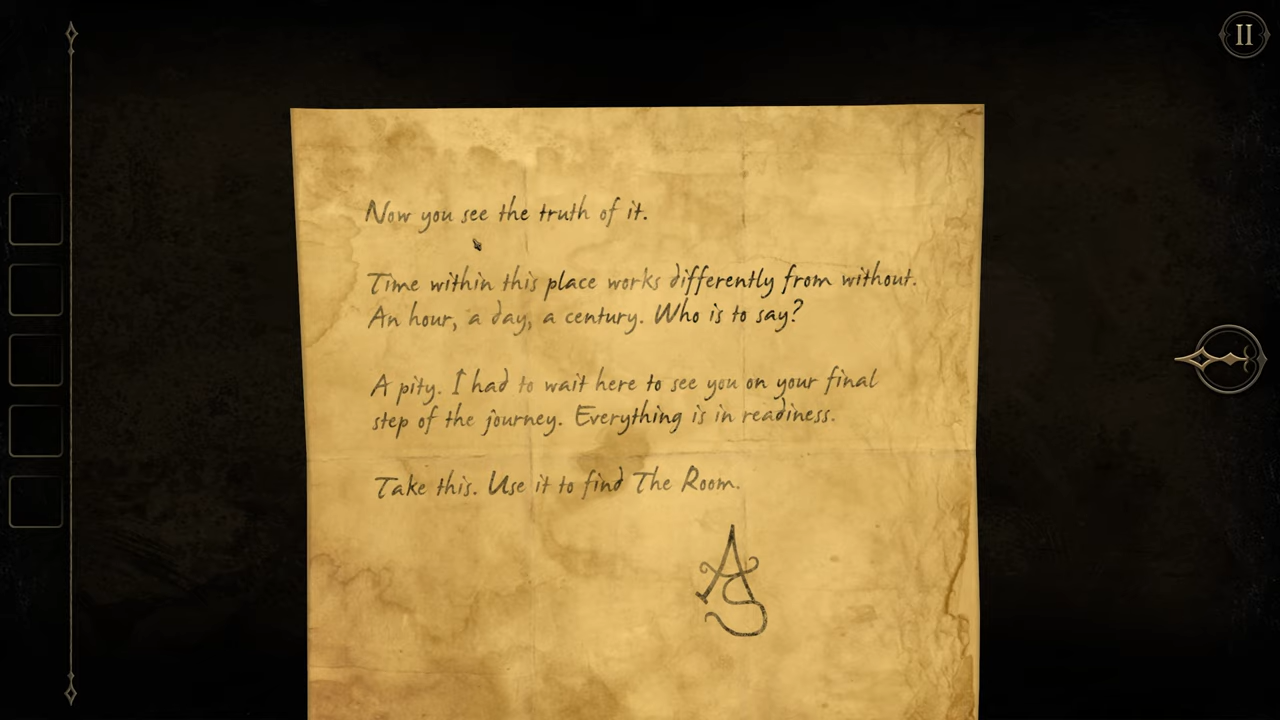 II
Now you see the truth of it.
Time within this place works differently from without.
An hour, a day, a century. Who is to say?
A pity. I had to wait here to see you on your final
step of the journey. Everything is in readiness.
Take this. Use it to find The Room.
AS